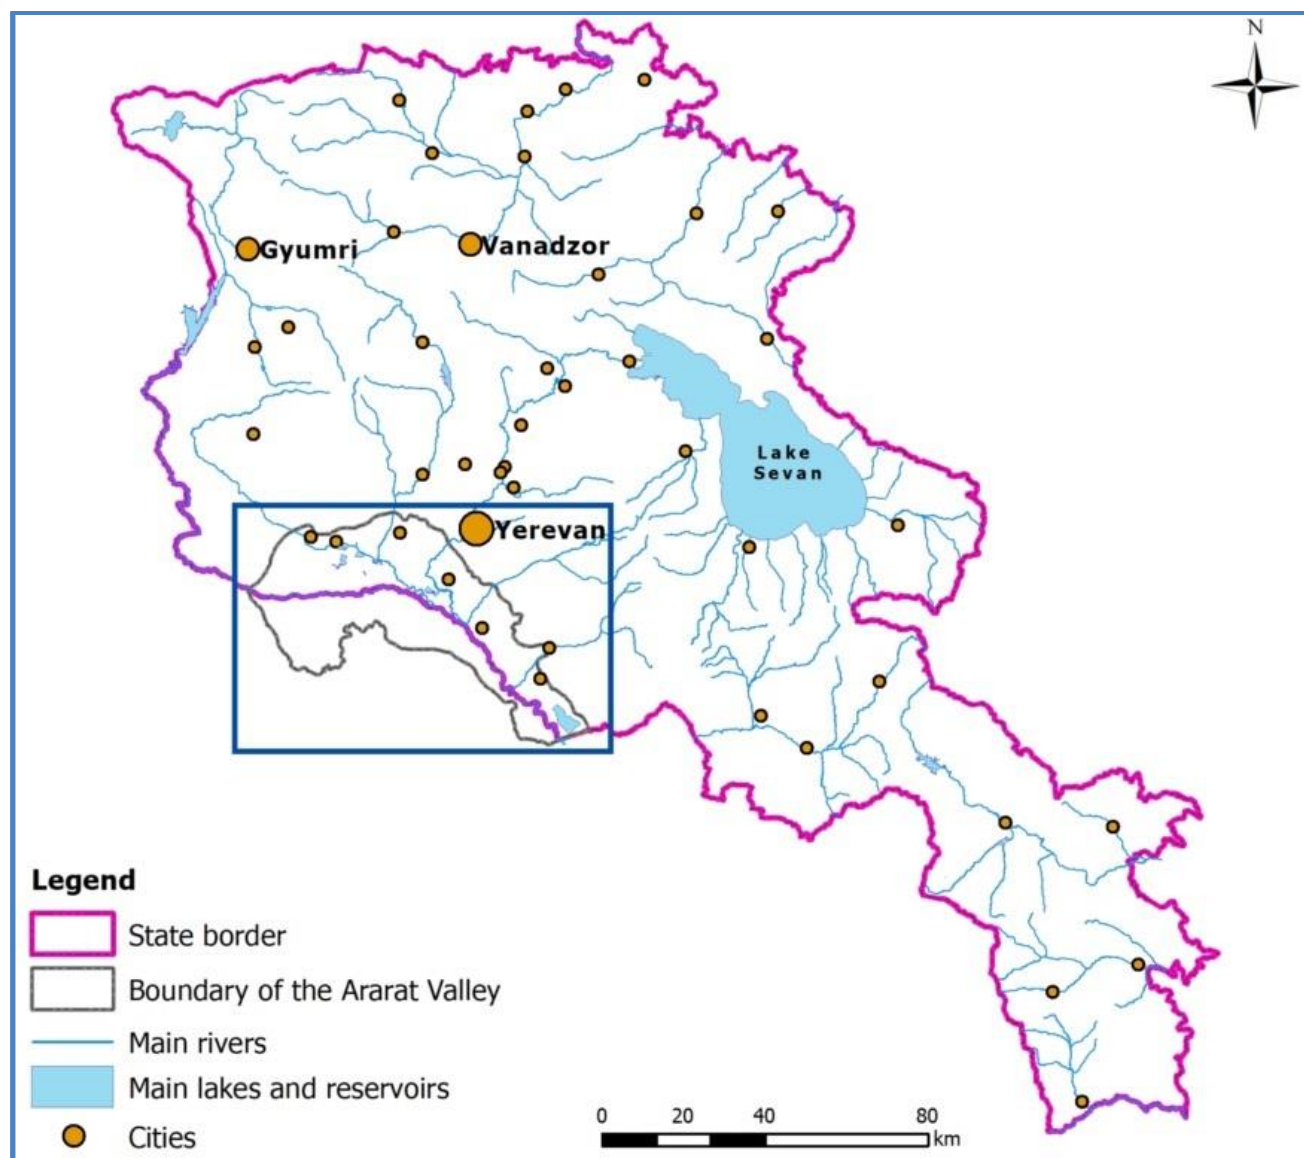 N
Gyumri
Vanadzor
Lake
Sevan
Yerevan
Legend
State border
Boundary of the Ararat Valley
Main rivers
Main lakes and reservoirs
Cities
0 20 40 80
km